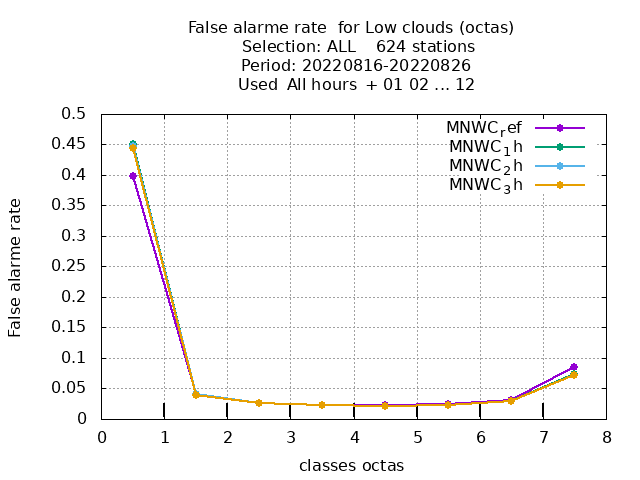 False alarme rate  for Low clouds (octas)
Selection: ALL    624 stations
Period: 20220816-20220826
Used  All hours  + 01 02 ... 12
MNWC_ref
MNWC_1h
MNWC_2h
MNWC_3h
False alarme rate
0.5
0.45
0.4
0.35
0.3
0.25
0.2
0.15
0.1
0.05
0
0 1 2 3 4 5 6 7 8
classes octas